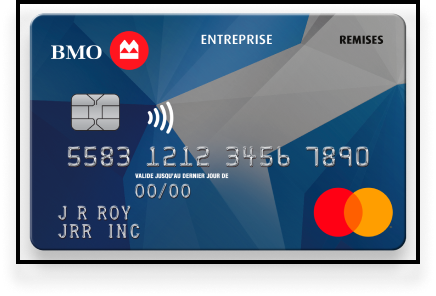 BMO
ENTREPRISE
REMISES
5583 1212 3456 7890
VALIDE JUSQU'AU DERNIER JOUR DE
00/00
J R ROY
JRR INC